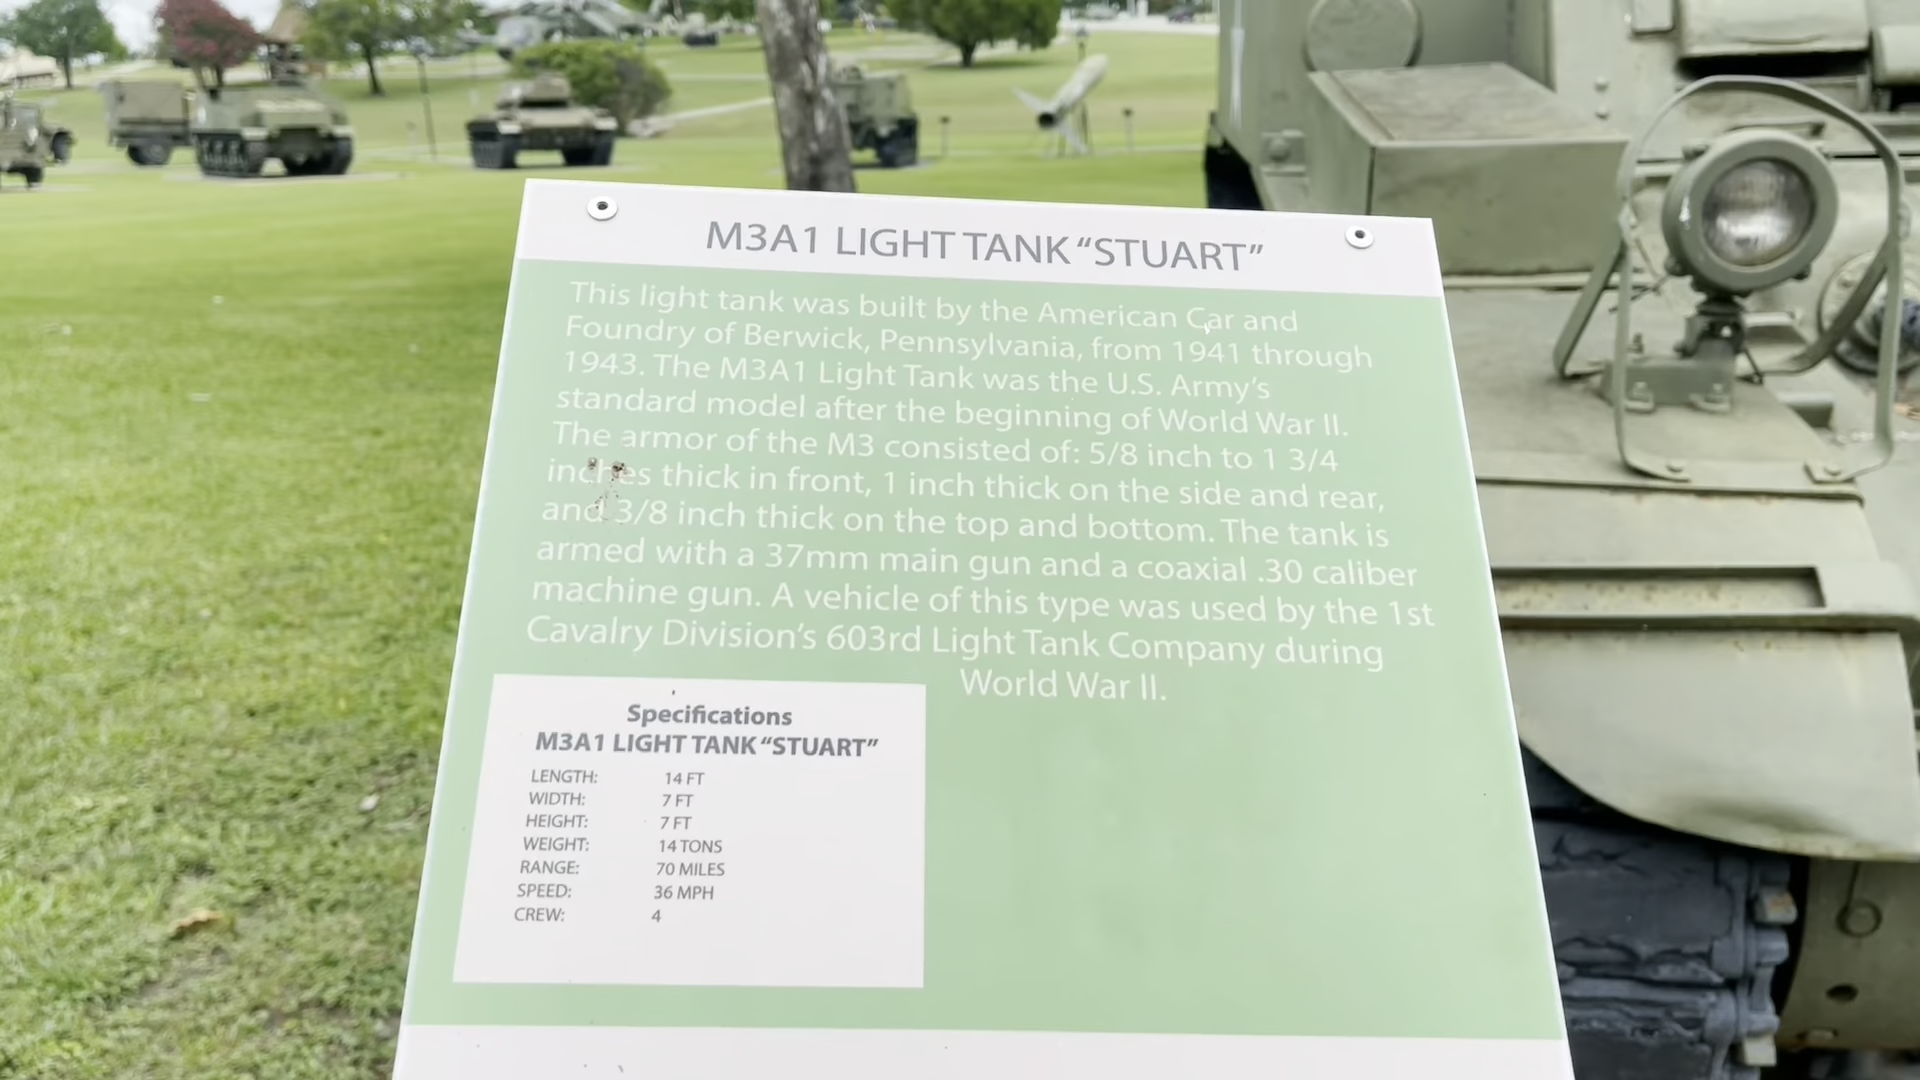 M3A1 LIGHT TANK “STUART”
This light tank was built by the American Car and
Foundry of Berwick, Pennsylvania, from 1941 through
1943. The M3A1 Light Tank was the U.S. Army’s
standard model after the beginning of World War II.
The armor of the M3 consisted of: 5/8 inch to 1 3/4
inches thick in front, 1 inch thick on the side and rear,
and 3/8 inch thick on the top and bottom. The tank is
armed with a 37mm main gun and a coaxial .30 caliber
machine gun. A vehicle of this type was used by the 1st
Cavalry Division’s 603rd Light Tank Company during
World War II.
Specifications
M3A1 LIGHT TANK “STUART”
LENGTH: 14 FT
WIDTH: 7 FT
HEIGHT: 7 FT
WEIGHT: 14 TONS
RANGE: 70 MILES
SPEED: 36 MPH
CREW: 4